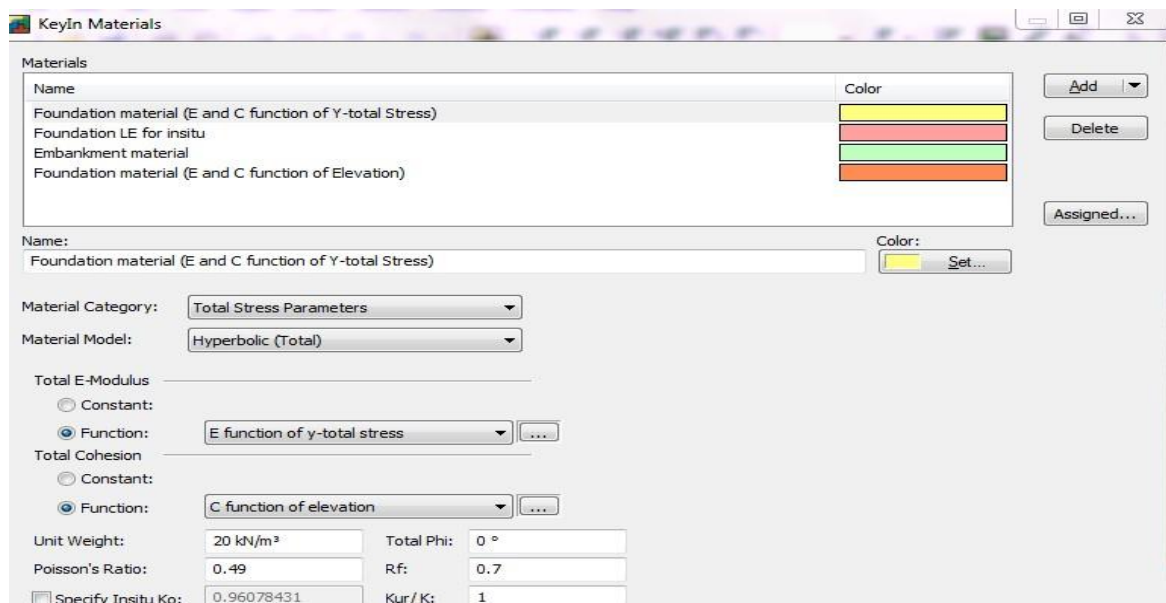 KeyIn Materials
Materials
Name Color
Foundation material (E and C function of Y-total Stress)
Foundation LE for insitu
Embankment material
Foundation material (E and C function of Elevation)
Add
Delete
Assigned...
Name: Color:
Foundation material (E and C function of Y-total Stress) Set...
Material Category: Total Stress Parameters
Material Model: Hyperbolic (Total)
Total E-Modulus
Constant:
Function: E function of y-total stress ...
Total Cohesion
Constant:
Function: C function of elevation ...
Unit Weight: 20 kN/m³ Total Phi: 0 °
Poisson's Ratio: 0.49 Rf: 0.7
Specify Insitu Ko: 0.96078431 Kur/K: 1